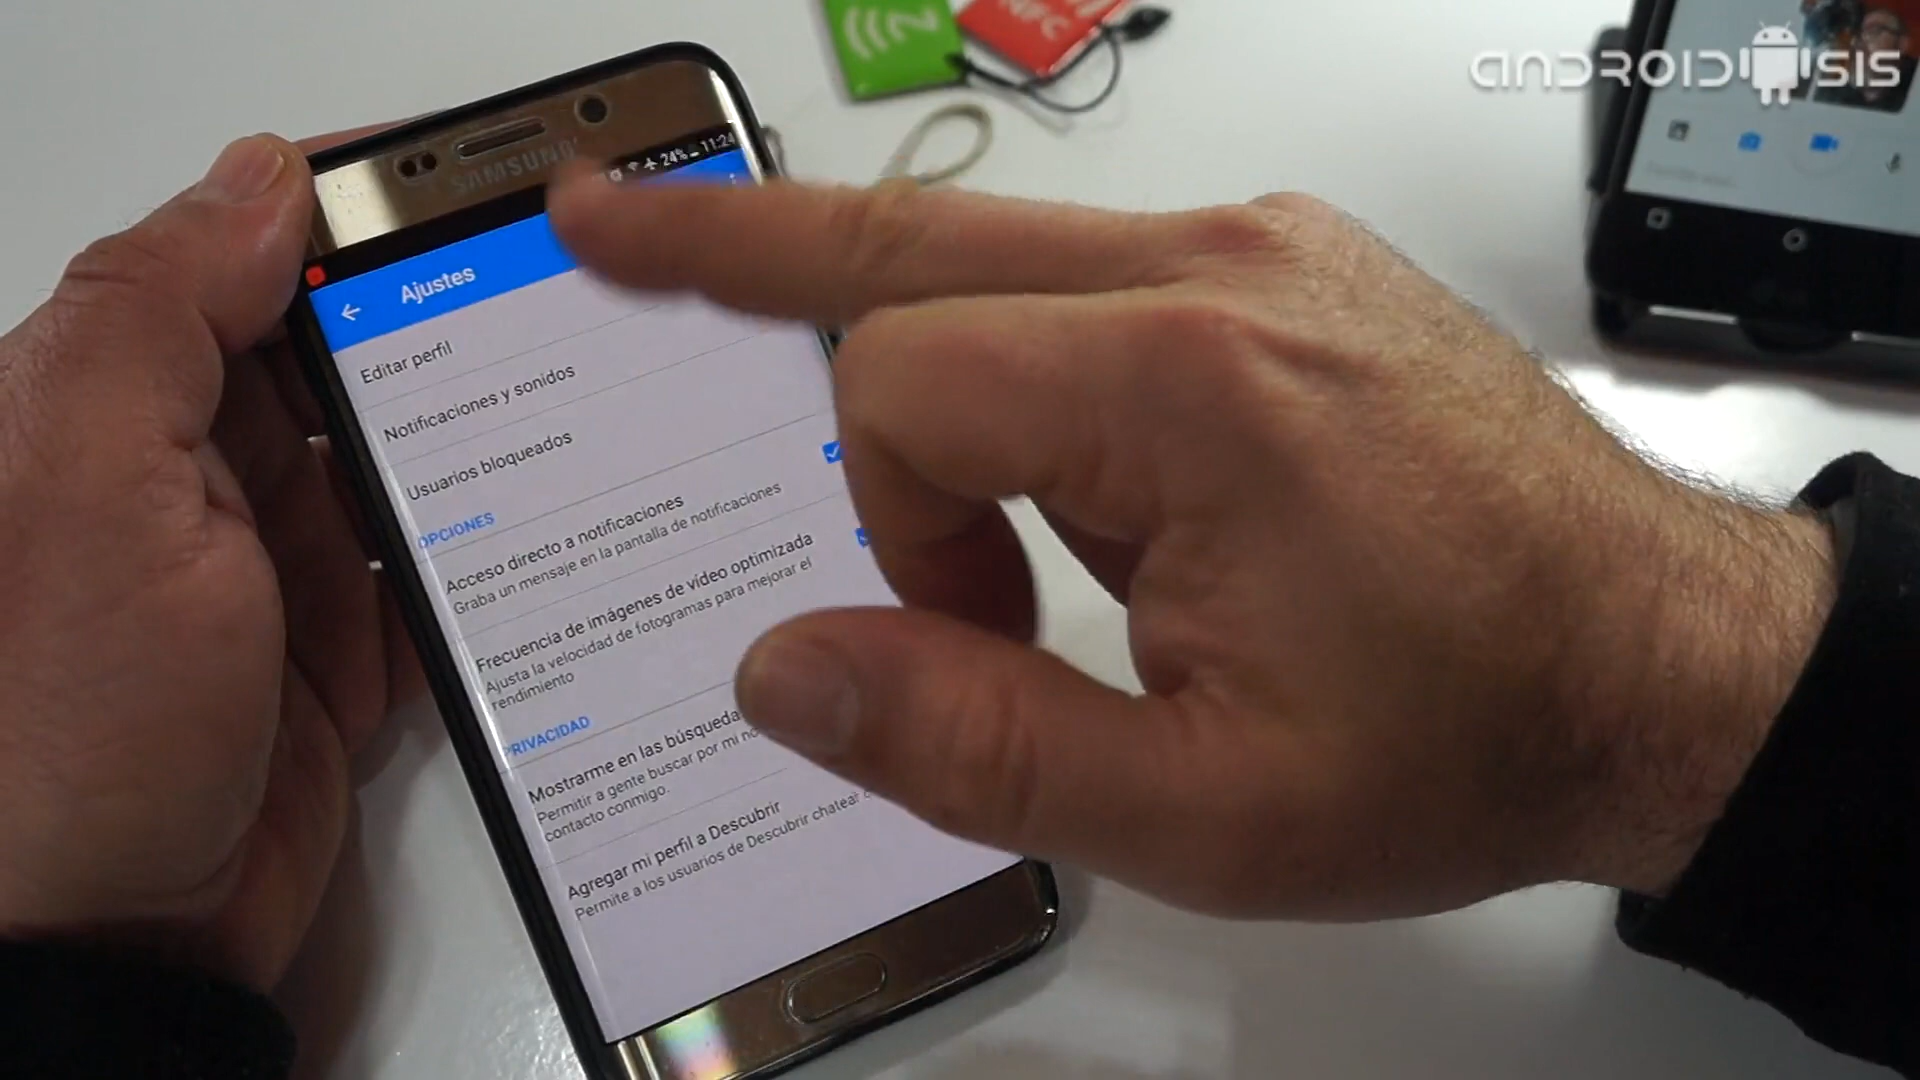 ANDROIDSIS
NFC
SAMSUNG
24% 11:24
Ajustes
Editar perfil
Notificaciones y sonidos
Usuarios bloqueados
OPCIONES
Acceso directo a notificaciones
Graba un mensaje en la pantalla de notificaciones
Frecuencia de imágenes de vídeo optimizada
Ajusta la velocidad de fotogramas para mejorar el
rendimiento
PRIVACIDAD
Mostrarme en las búsqueda
Permitir a gente buscar por mi
contacto conmigo.
Agregar mi perfil a Descubrir
Permite a los usuarios de Descubrir chatear